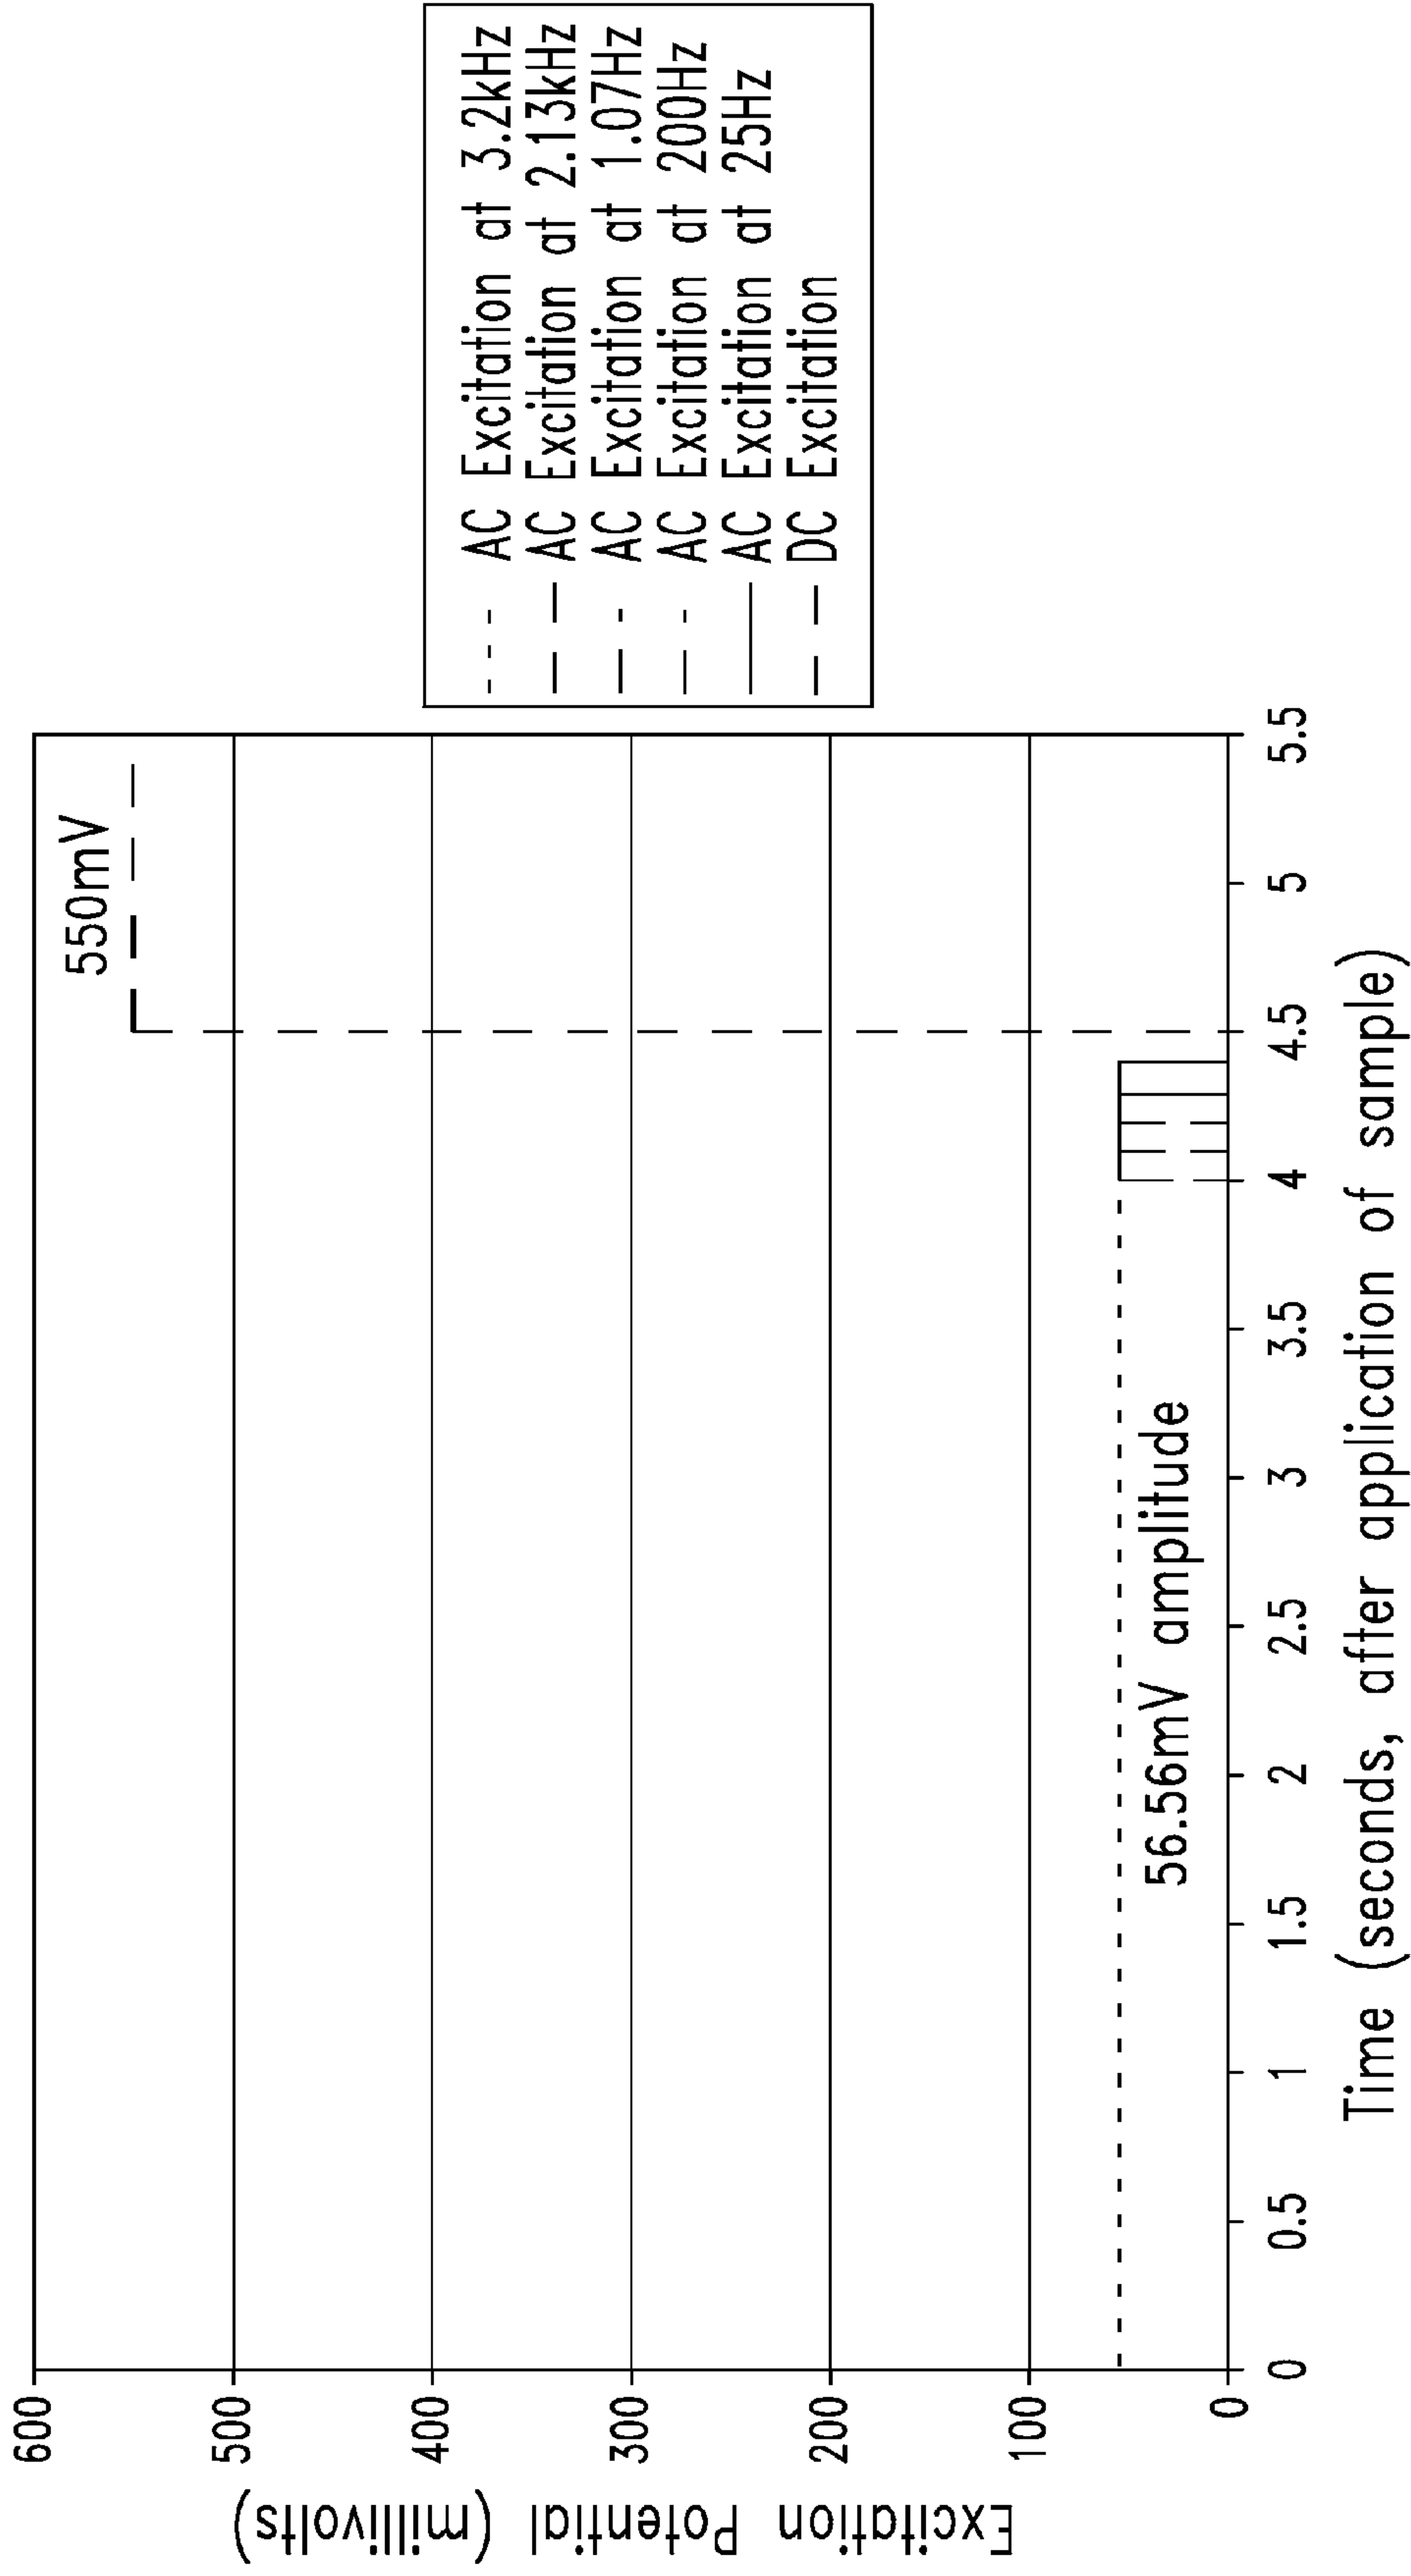 600
500
400
300
200
100
0
Excitation Potential (millivolts)
550mV
56.56mV amplitude
0
0.5
1
1.5
2
2.5
3
3.5
4
4.5
5
5.5
Time (seconds, after application of sample)
AC Excitation at 3.2kHz
AC Excitation at 2.13kHz
AC Excitation at 1.07Hz
AC Excitation at 200Hz
AC Excitation at 25Hz
DC Excitation